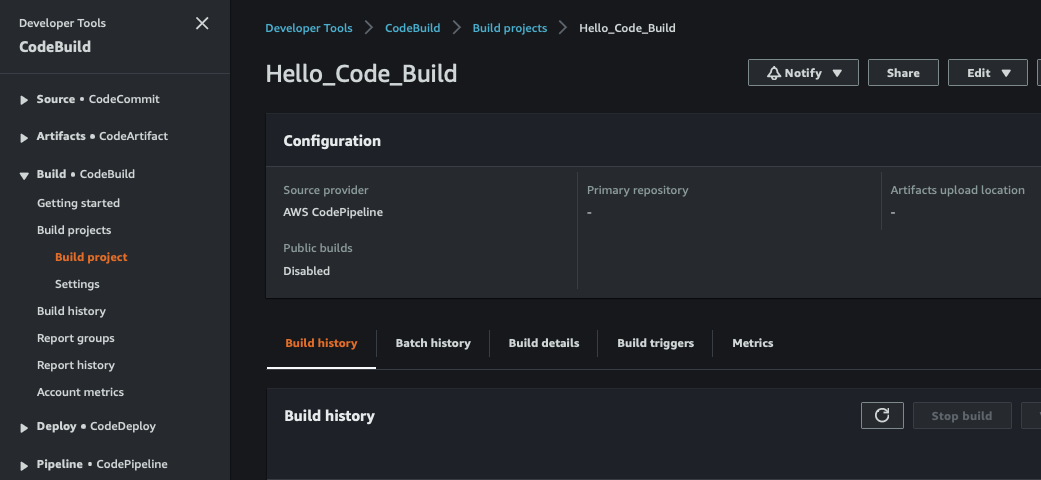 Developer Tools
CodeBuild
Source • CodeCommit
Artifacts • CodeArtifact
Build • CodeBuild
Getting started
Build projects
Build project
Settings
Build history
Report groups
Report history
Account metrics
Deploy • CodeDeploy
Pipeline • CodePipeline
Developer Tools > CodeBuild > Build projects > Hello_Code_Build
Hello_Code_Build
Notify Share Edit
Configuration
Source provider Primary repository Artifacts upload location
AWS CodePipeline - -
Public builds
Disabled
Build history Batch history Build details Build triggers Metrics
Build history Stop build